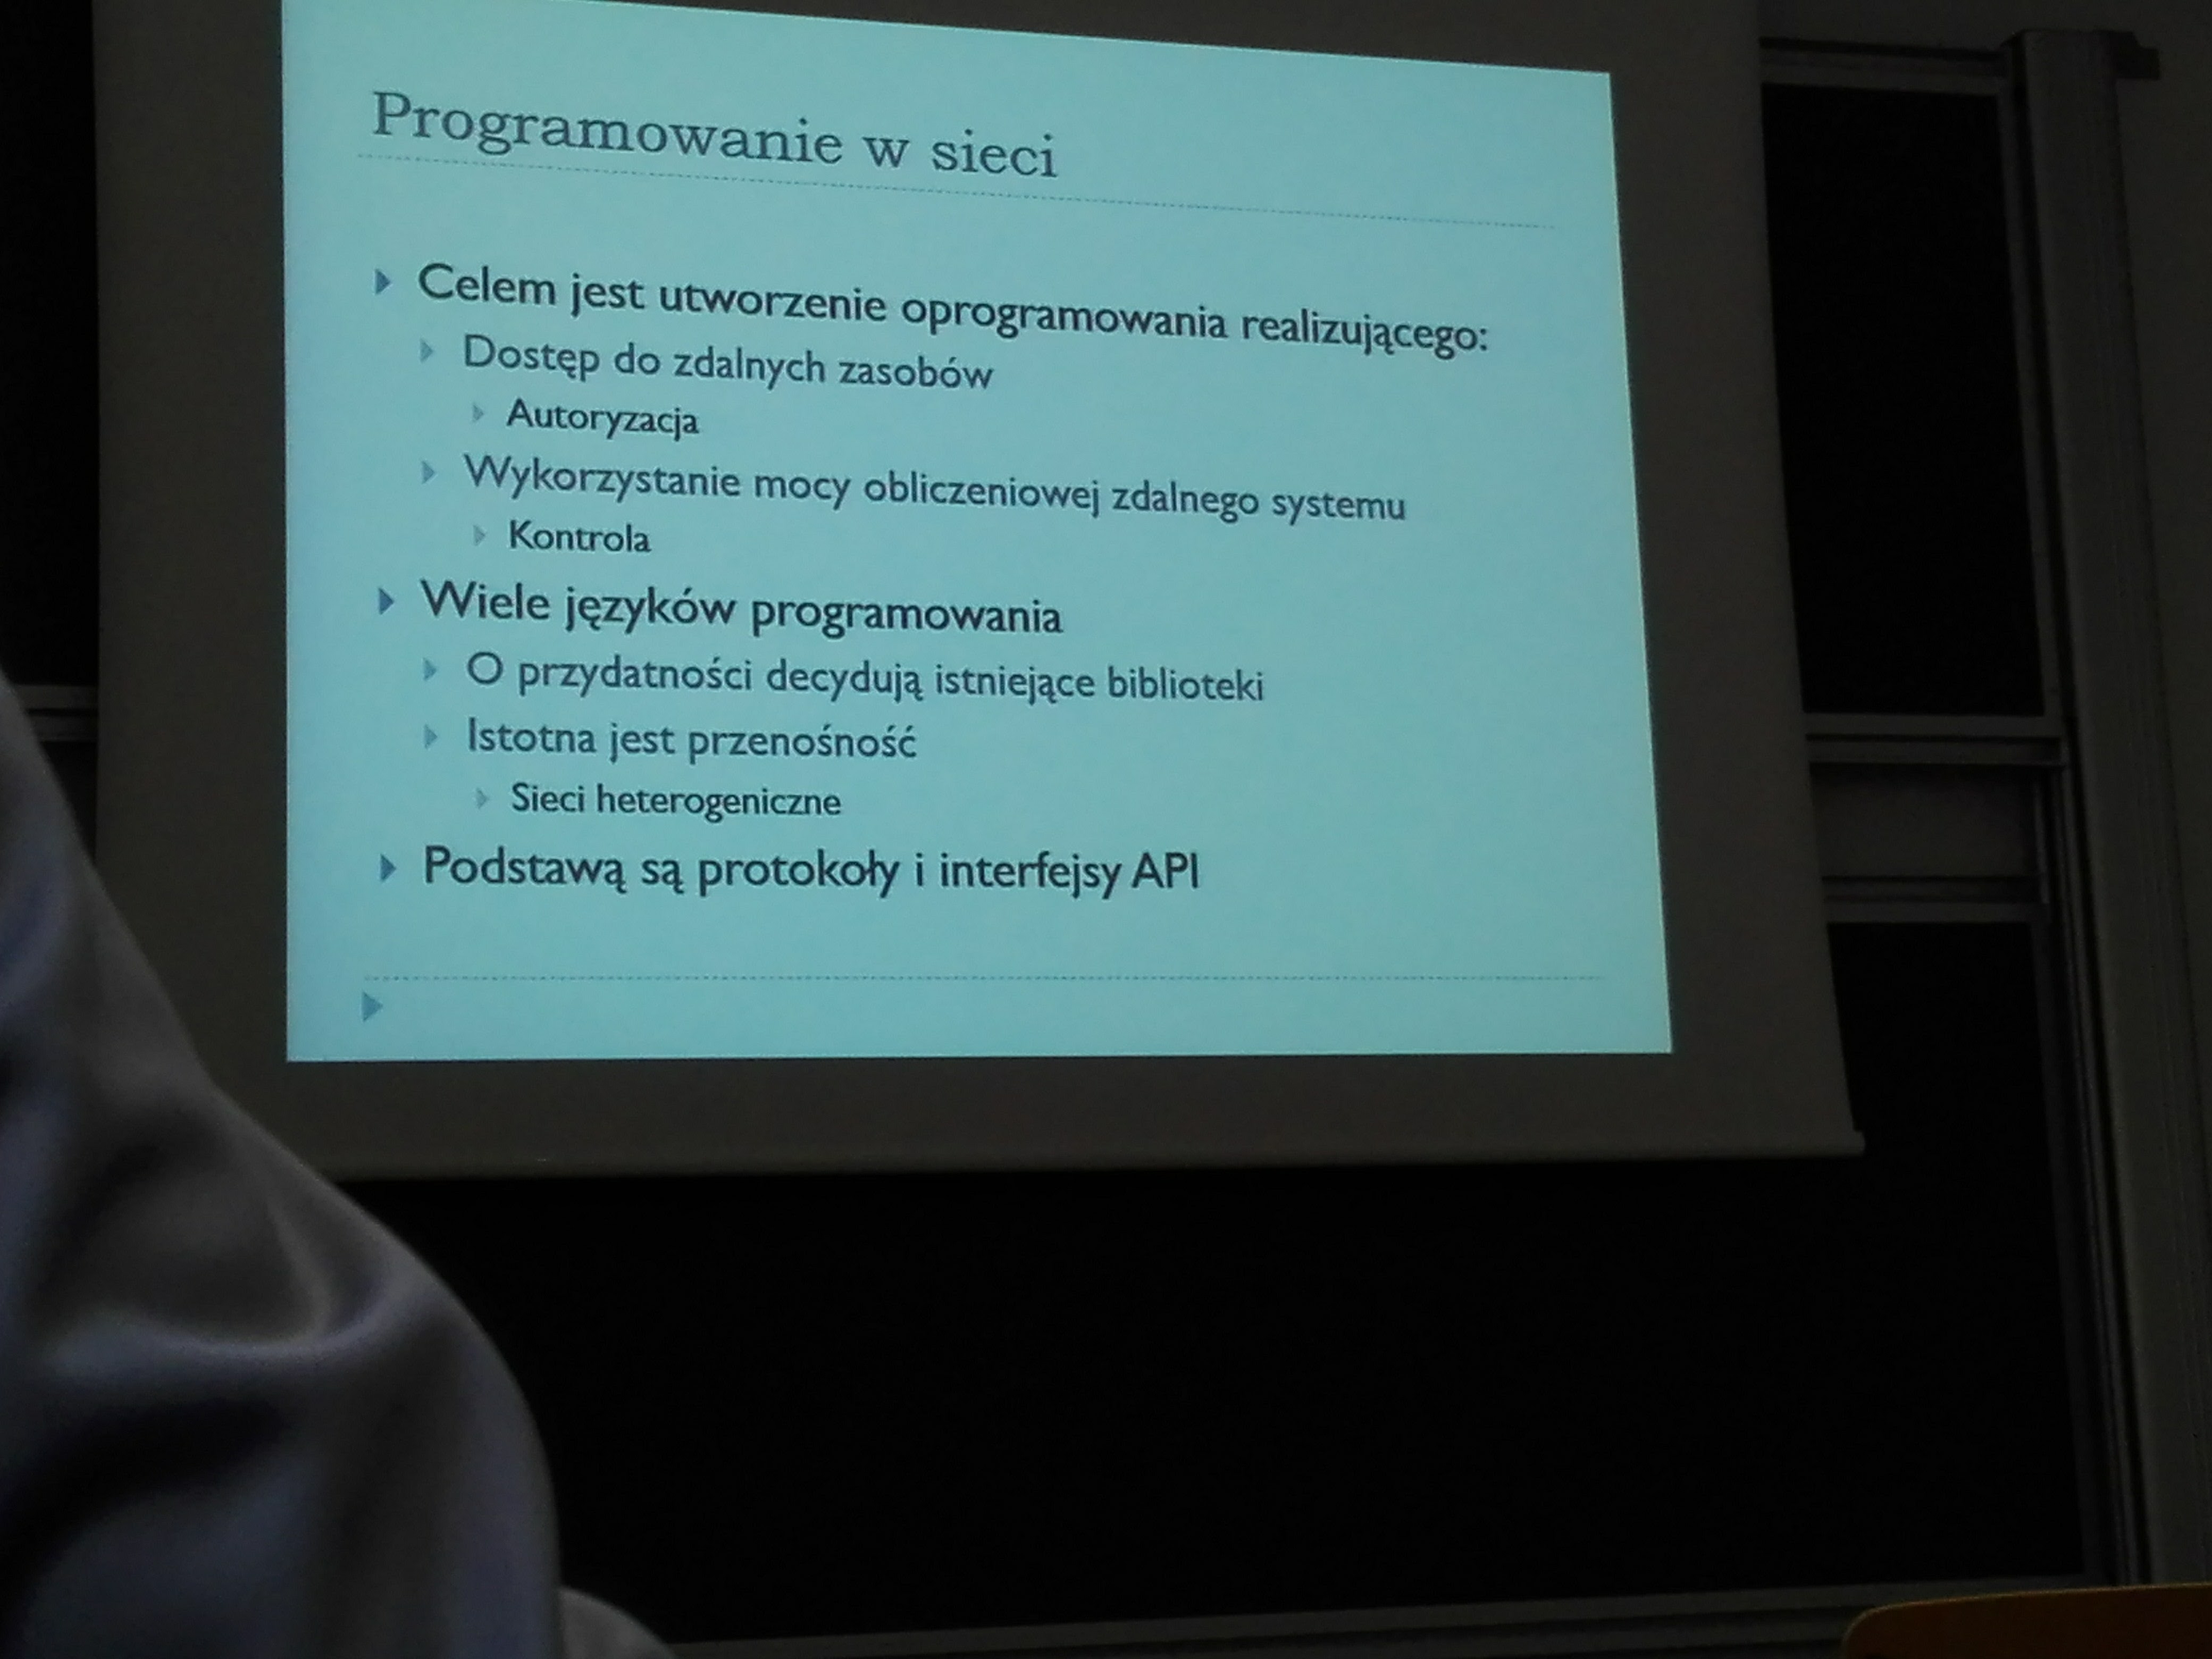 Programowanie w sieci
Celem jest utworzenie oprogramowania realizującego:
Dostęp do zdalnych zasobów
Autoryzacja
Wykorzystanie mocy obliczeniowej zdalnego systemu
Kontrola
Wiele języków programowania
O przydatności decydują istniejące biblioteki
Istotna jest przenośność
Sieci heterogeniczne
Podstawą są protokoły i interfejsy API